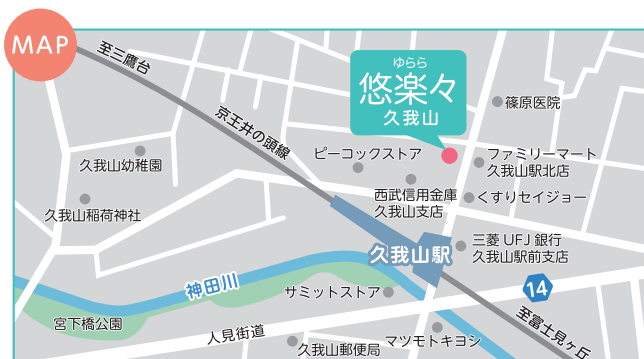 MAP
至三鷹台
京王井の頭線
ゆらら
悠楽々
久我山
篠原医院
ピーコックストア
ファミリーマート
久我山駅北店
久我山幼稚園
西武信用金庫
久我山支店
くすりセイジョー
久我山稲荷神社
三菱UFJ銀行
久我山駅前支店
久我山駅
神田川
サミットストア
14
宮下橋公園
人見街道
久我山郵便局
マツモトキヨシ
至富士見ヶ丘